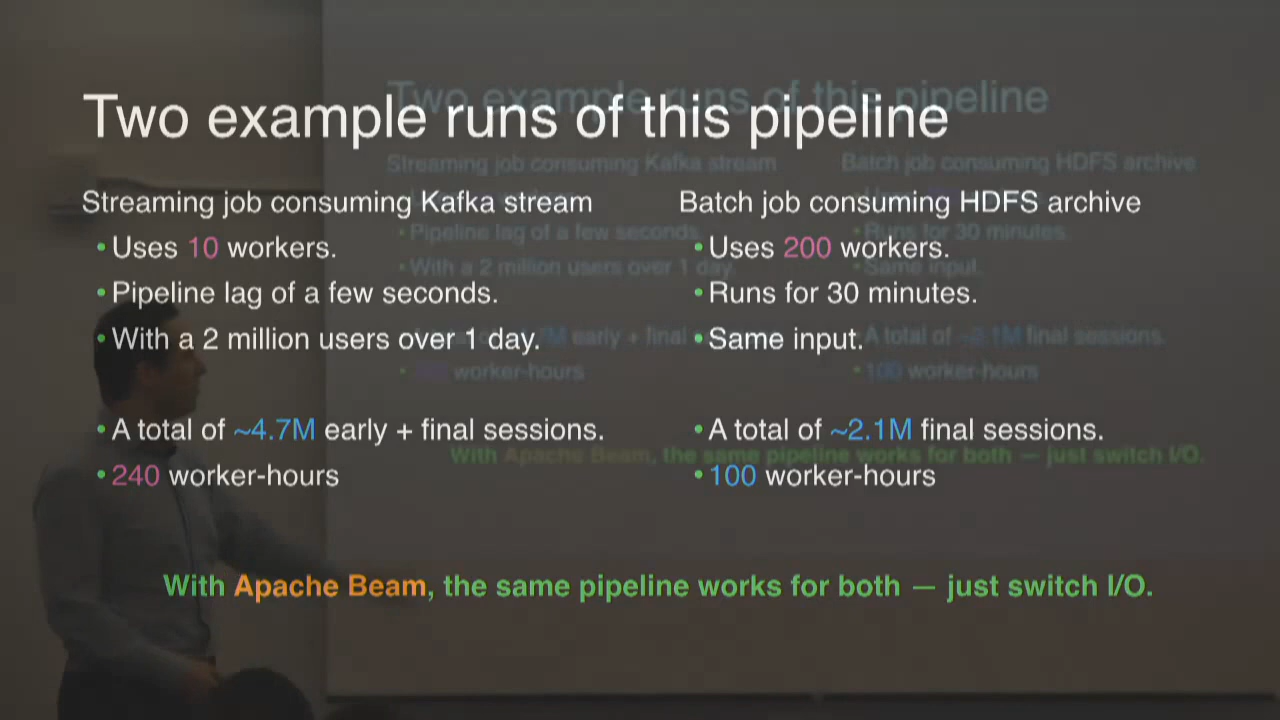 Two example runs of this pipeline
Streaming job consuming Kafka stream
• Uses 10 workers.
• Pipeline lag of a few seconds.
• With a 2 million users over 1 day.
• A total of ~4.7M early + final sessions.
• 240 worker-hours
Batch job consuming HDFS archive
• Uses 200 workers.
• Runs for 30 minutes.
• Same input.
• A total of ~2.1M final sessions.
• 100 worker-hours
With Apache Beam, the same pipeline works for both — just switch I/O.